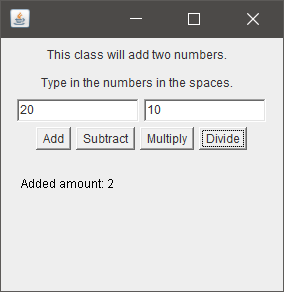 This class will add two numbers.
Type in the numbers in the spaces.
20 10
Add Subtract Multiply Divide
Added amount: 2